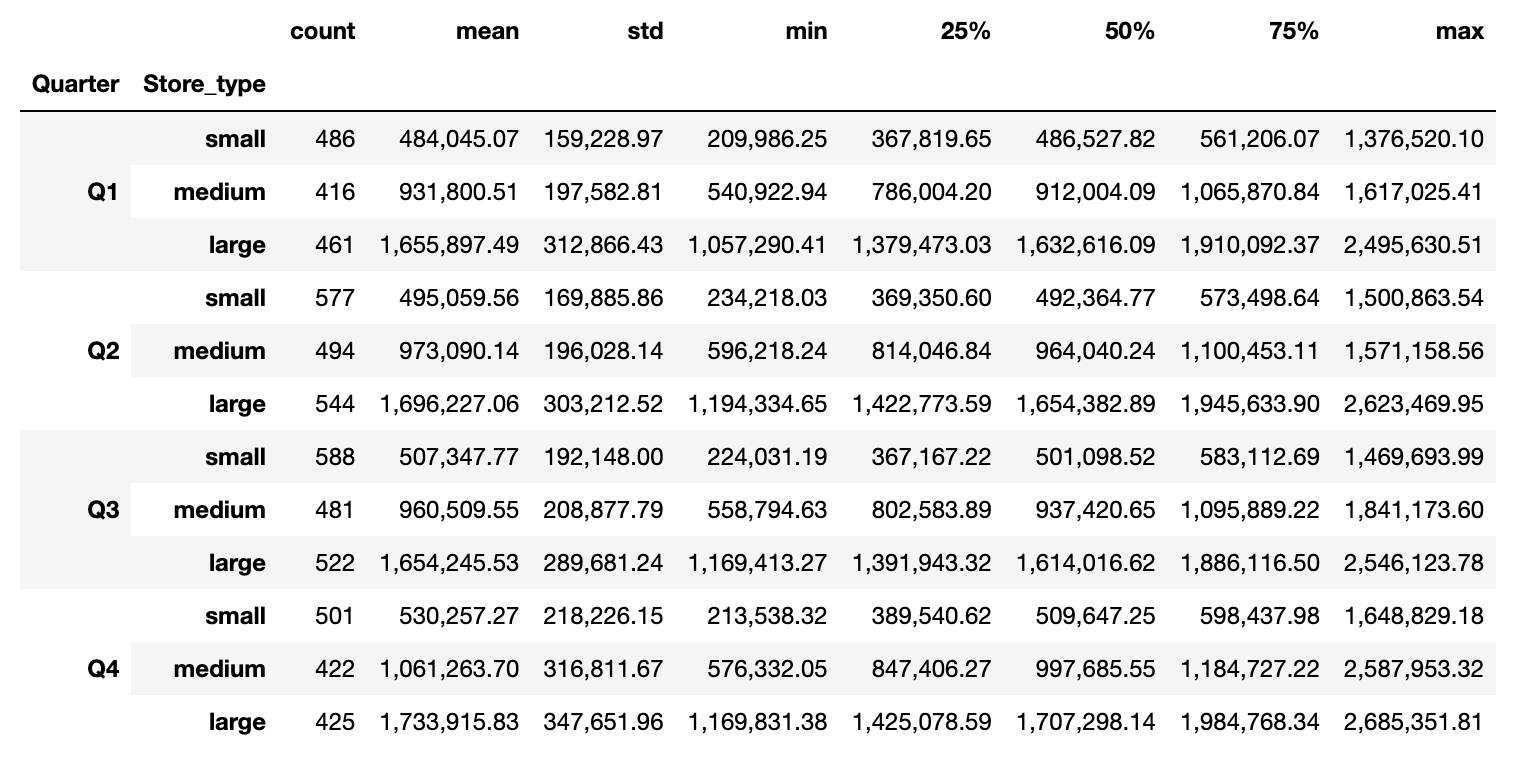 count mean std min 25% 50% 75% max
Quarter Store_type
small 486 484,045.07 159,228.97 209,986.25 367,819.65 486,527.82 561,206.07 1,376,520.10
Q1 medium 416 931,800.51 197,582.81 540,922.94 786,004.20 912,004.09 1,065,870.84 1,617,025.41
large 461 1,655,897.49 312,866.43 1,057,290.41 1,379,473.03 1,632,616.09 1,910,092.37 2,495,630.51
small 577 495,059.56 169,885.86 234,218.03 369,350.60 492,364.77 573,498.64 1,500,863.54
Q2 medium 494 973,090.14 196,028.14 596,218.24 814,046.84 964,040.24 1,100,453.11 1,571,158.56
large 544 1,696,227.06 303,212.52 1,194,334.65 1,422,773.59 1,654,382.89 1,945,633.90 2,623,469.95
small 588 507,347.77 192,148.00 224,031.19 367,167.22 501,098.52 583,112.69 1,469,693.99
Q3 medium 481 960,509.55 208,877.79 558,794.63 802,583.89 937,420.65 1,095,889.22 1,841,173.60
large 522 1,654,245.53 289,681.24 1,169,413.27 1,391,943.32 1,614,016.62 1,886,116.50 2,546,123.78
small 501 530,257.27 218,226.15 213,538.32 389,540.62 509,647.25 598,437.98 1,648,829.18
Q4 medium 422 1,061,263.70 316,811.67 576,332.05 847,406.27 997,685.55 1,184,727.22 2,587,953.32
large 425 1,733,915.83 347,651.96 1,169,831.38 1,425,078.59 1,707,298.14 1,984,768.34 2,685,351.81